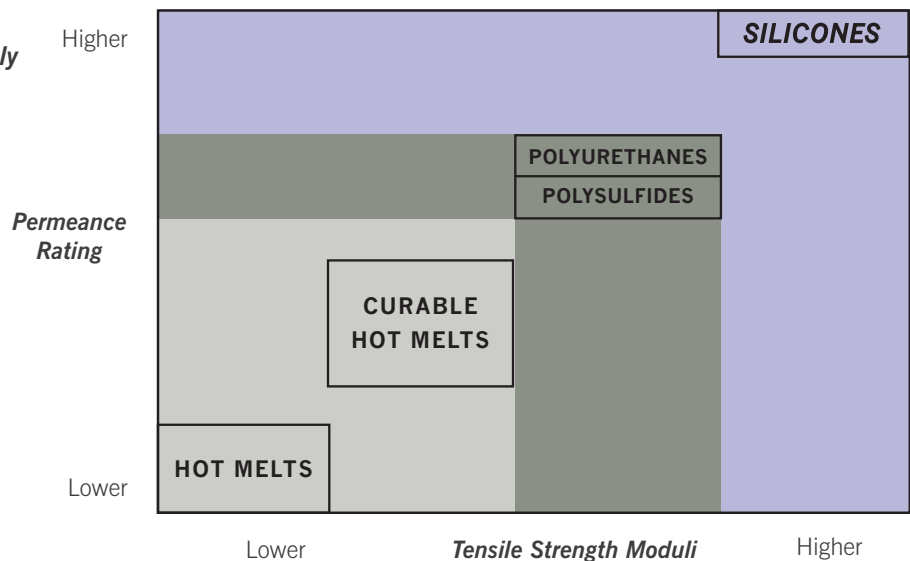 Higher
SILICONES
ly
POLYURETHANES
POLYSULFIDES
Permeance
Rating
CURABLE
HOT MELTS
HOT MELTS
Lower
Lower
Tensile Strength Moduli
Higher